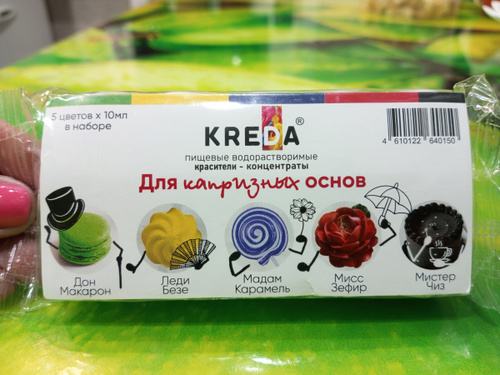 5 цветов х 10мл
в наборе
KREDA®
пищевые водорастворимые
красители - концентраты
Для капризных основ
4 610122 640150
Дон
Макарон
Леди
Безе
Мадам
Карамель
Мисс
Зефир
Мистер
Чиз